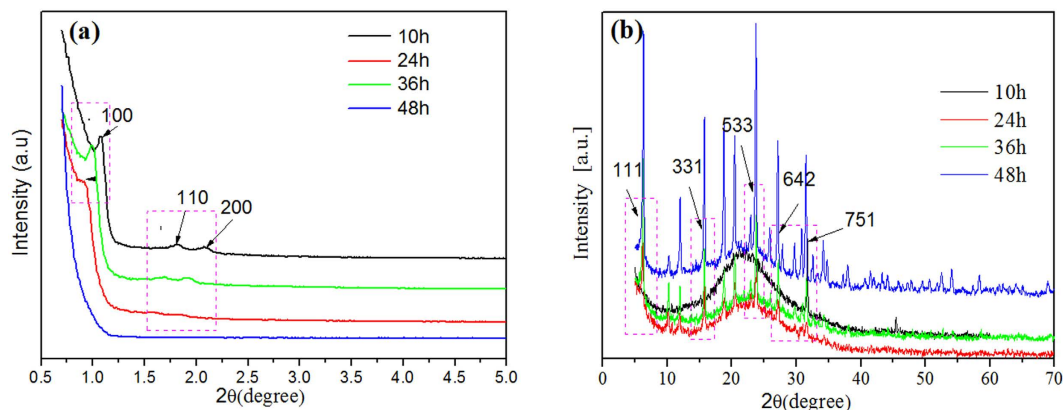 (a)
10h
24h
36h
48h
100
110
200
Intensity (a.u)
0.5 1.0 1.5 2.0 2.5 3.0 3.5 4.0 4.5 5.0
2θ(degree)
(b)
10h
24h
36h
48h
111
331
533
642
751
Intensity [a.u.]
0 10 20 30 40 50 60 70
2θ(degree)